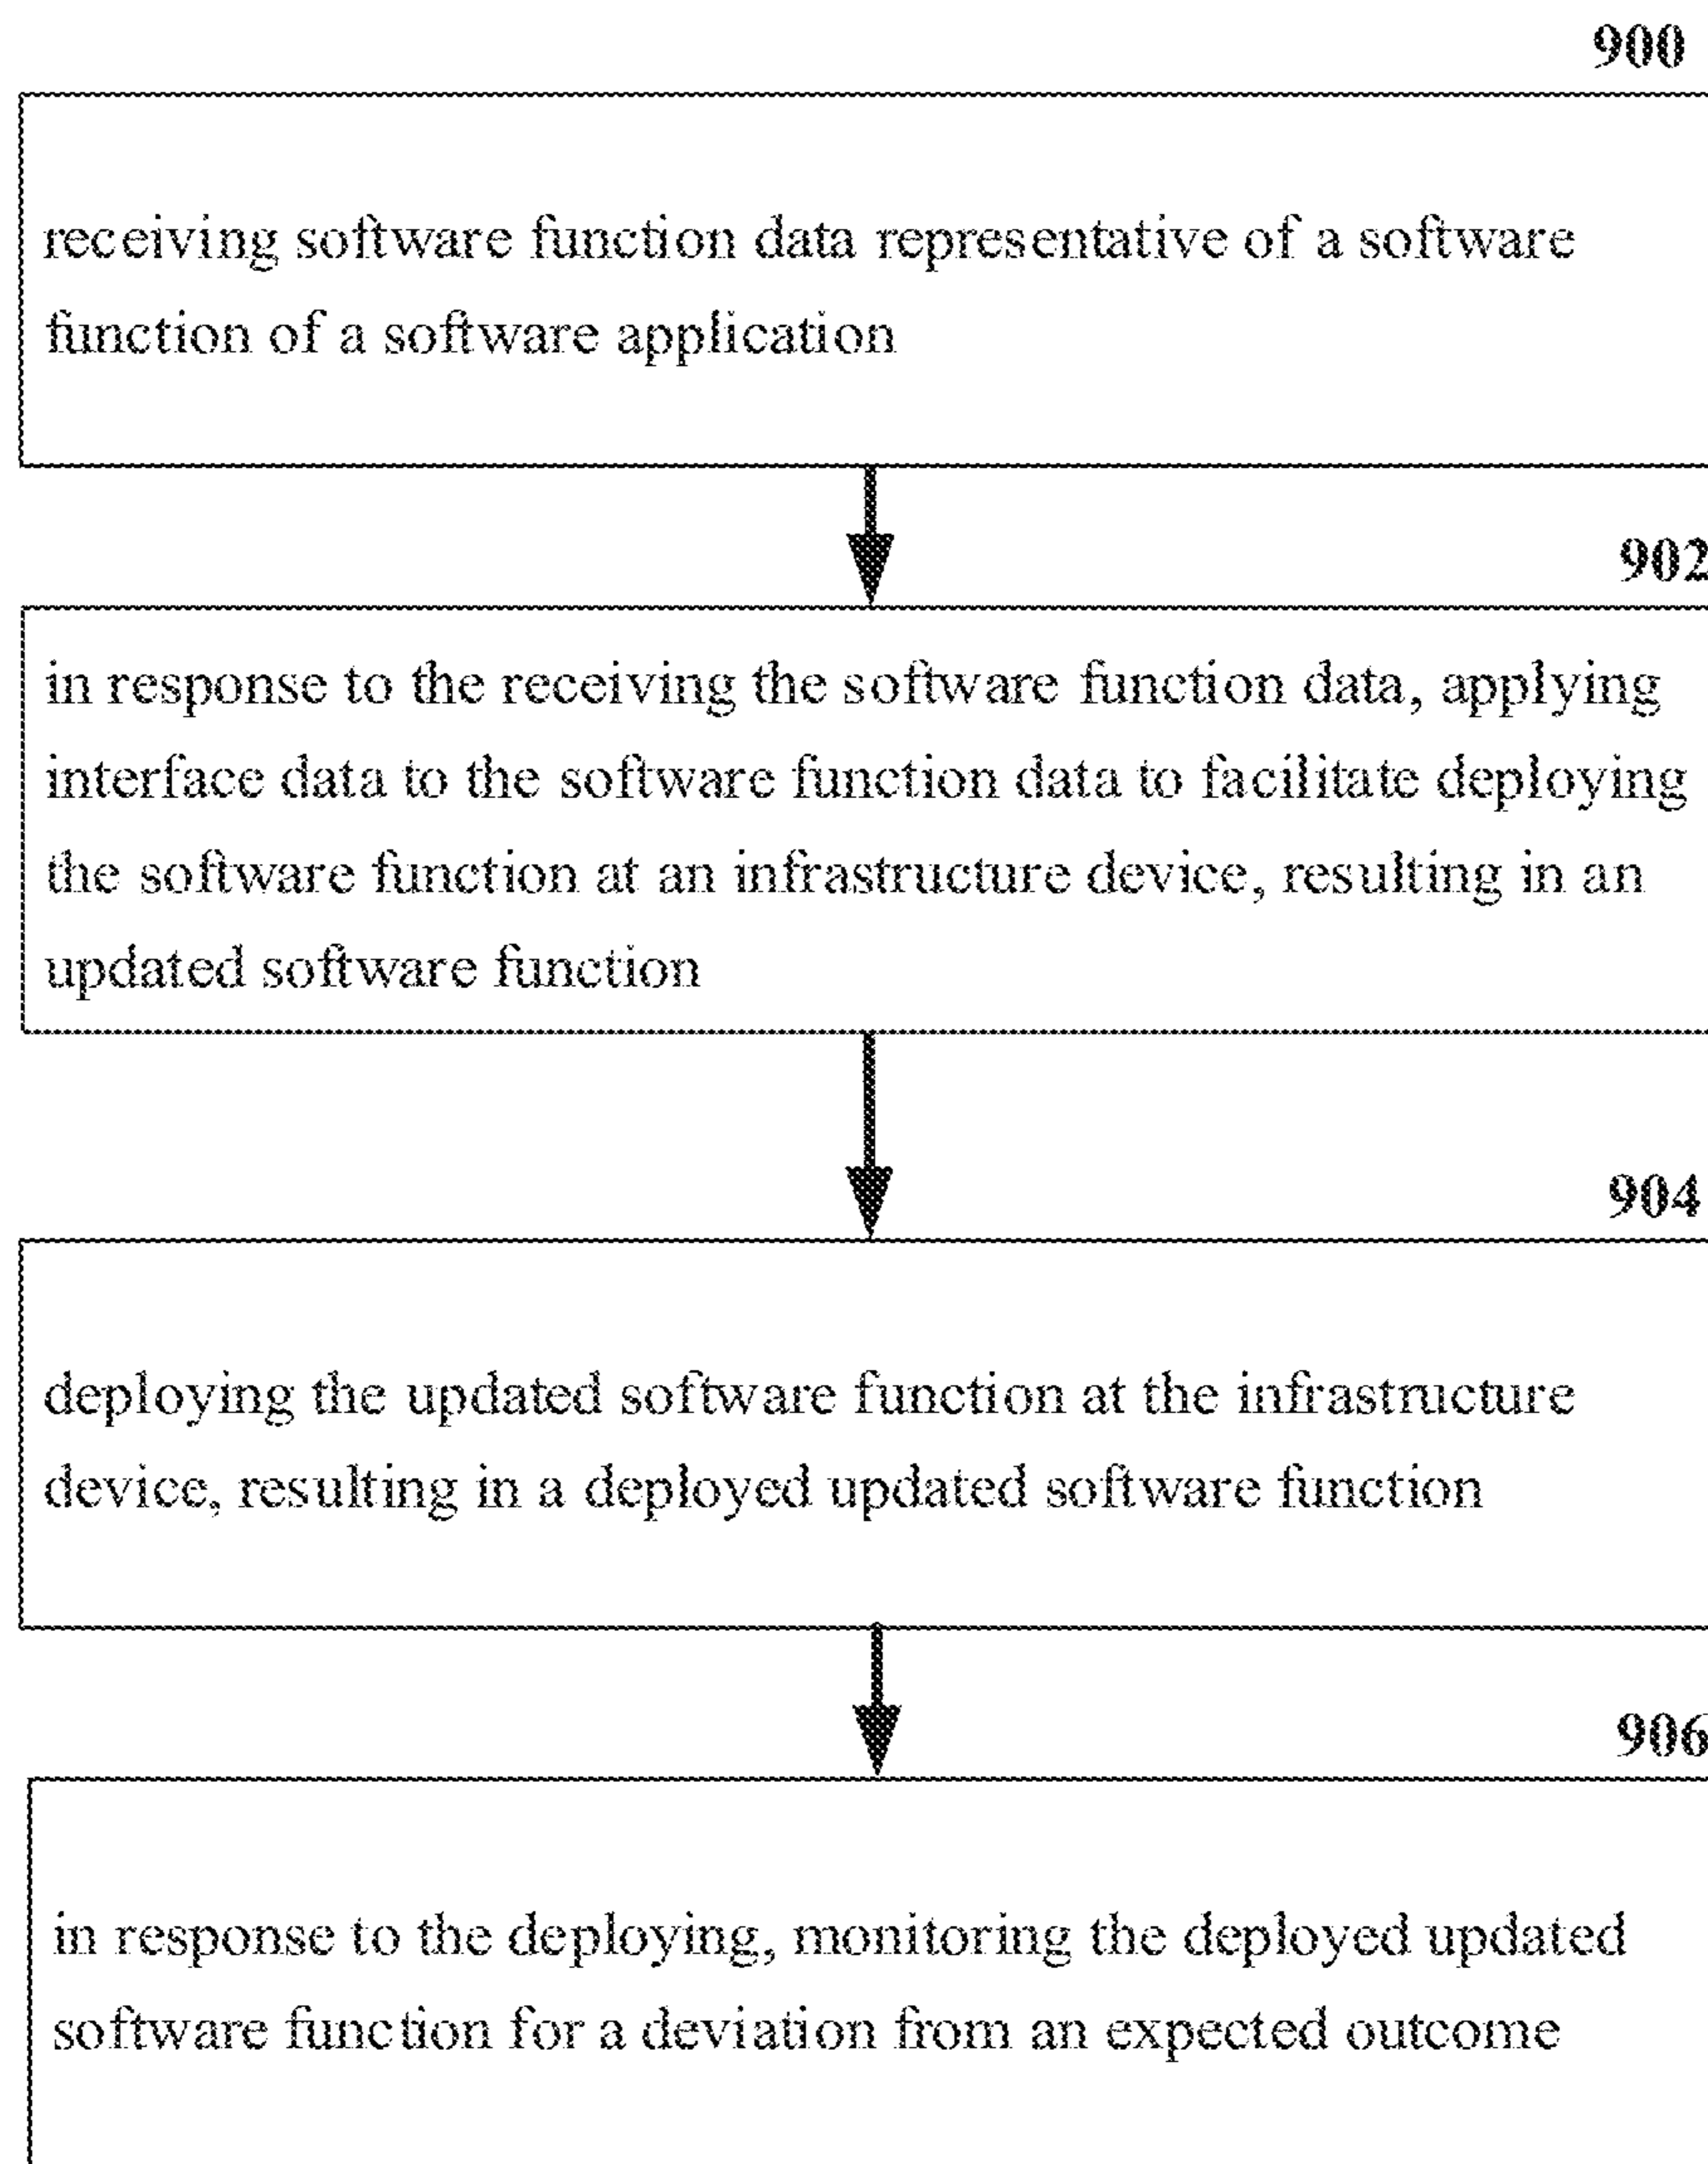 900
receiving software function data representative of a software
function of a software application
902
in response to the receiving the software function data, applying
interface data to the software function data to facilitate deploying
the software function at an infrastructure device, resulting in an
updated software function
904
deploying the updated software function at the infrastructure
device, resulting in a deployed updated software function
906
in response to the deploying, monitoring the deployed updated
software function for a deviation from an expected outcome